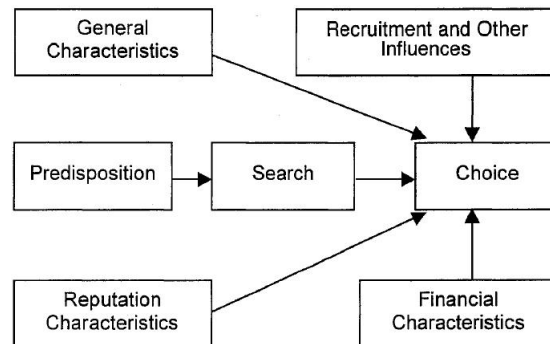 General
Characteristics
Recruitment and Other
Influences
Predisposition
Search
Choice
Reputation
Characteristics
Financial
Characteristics